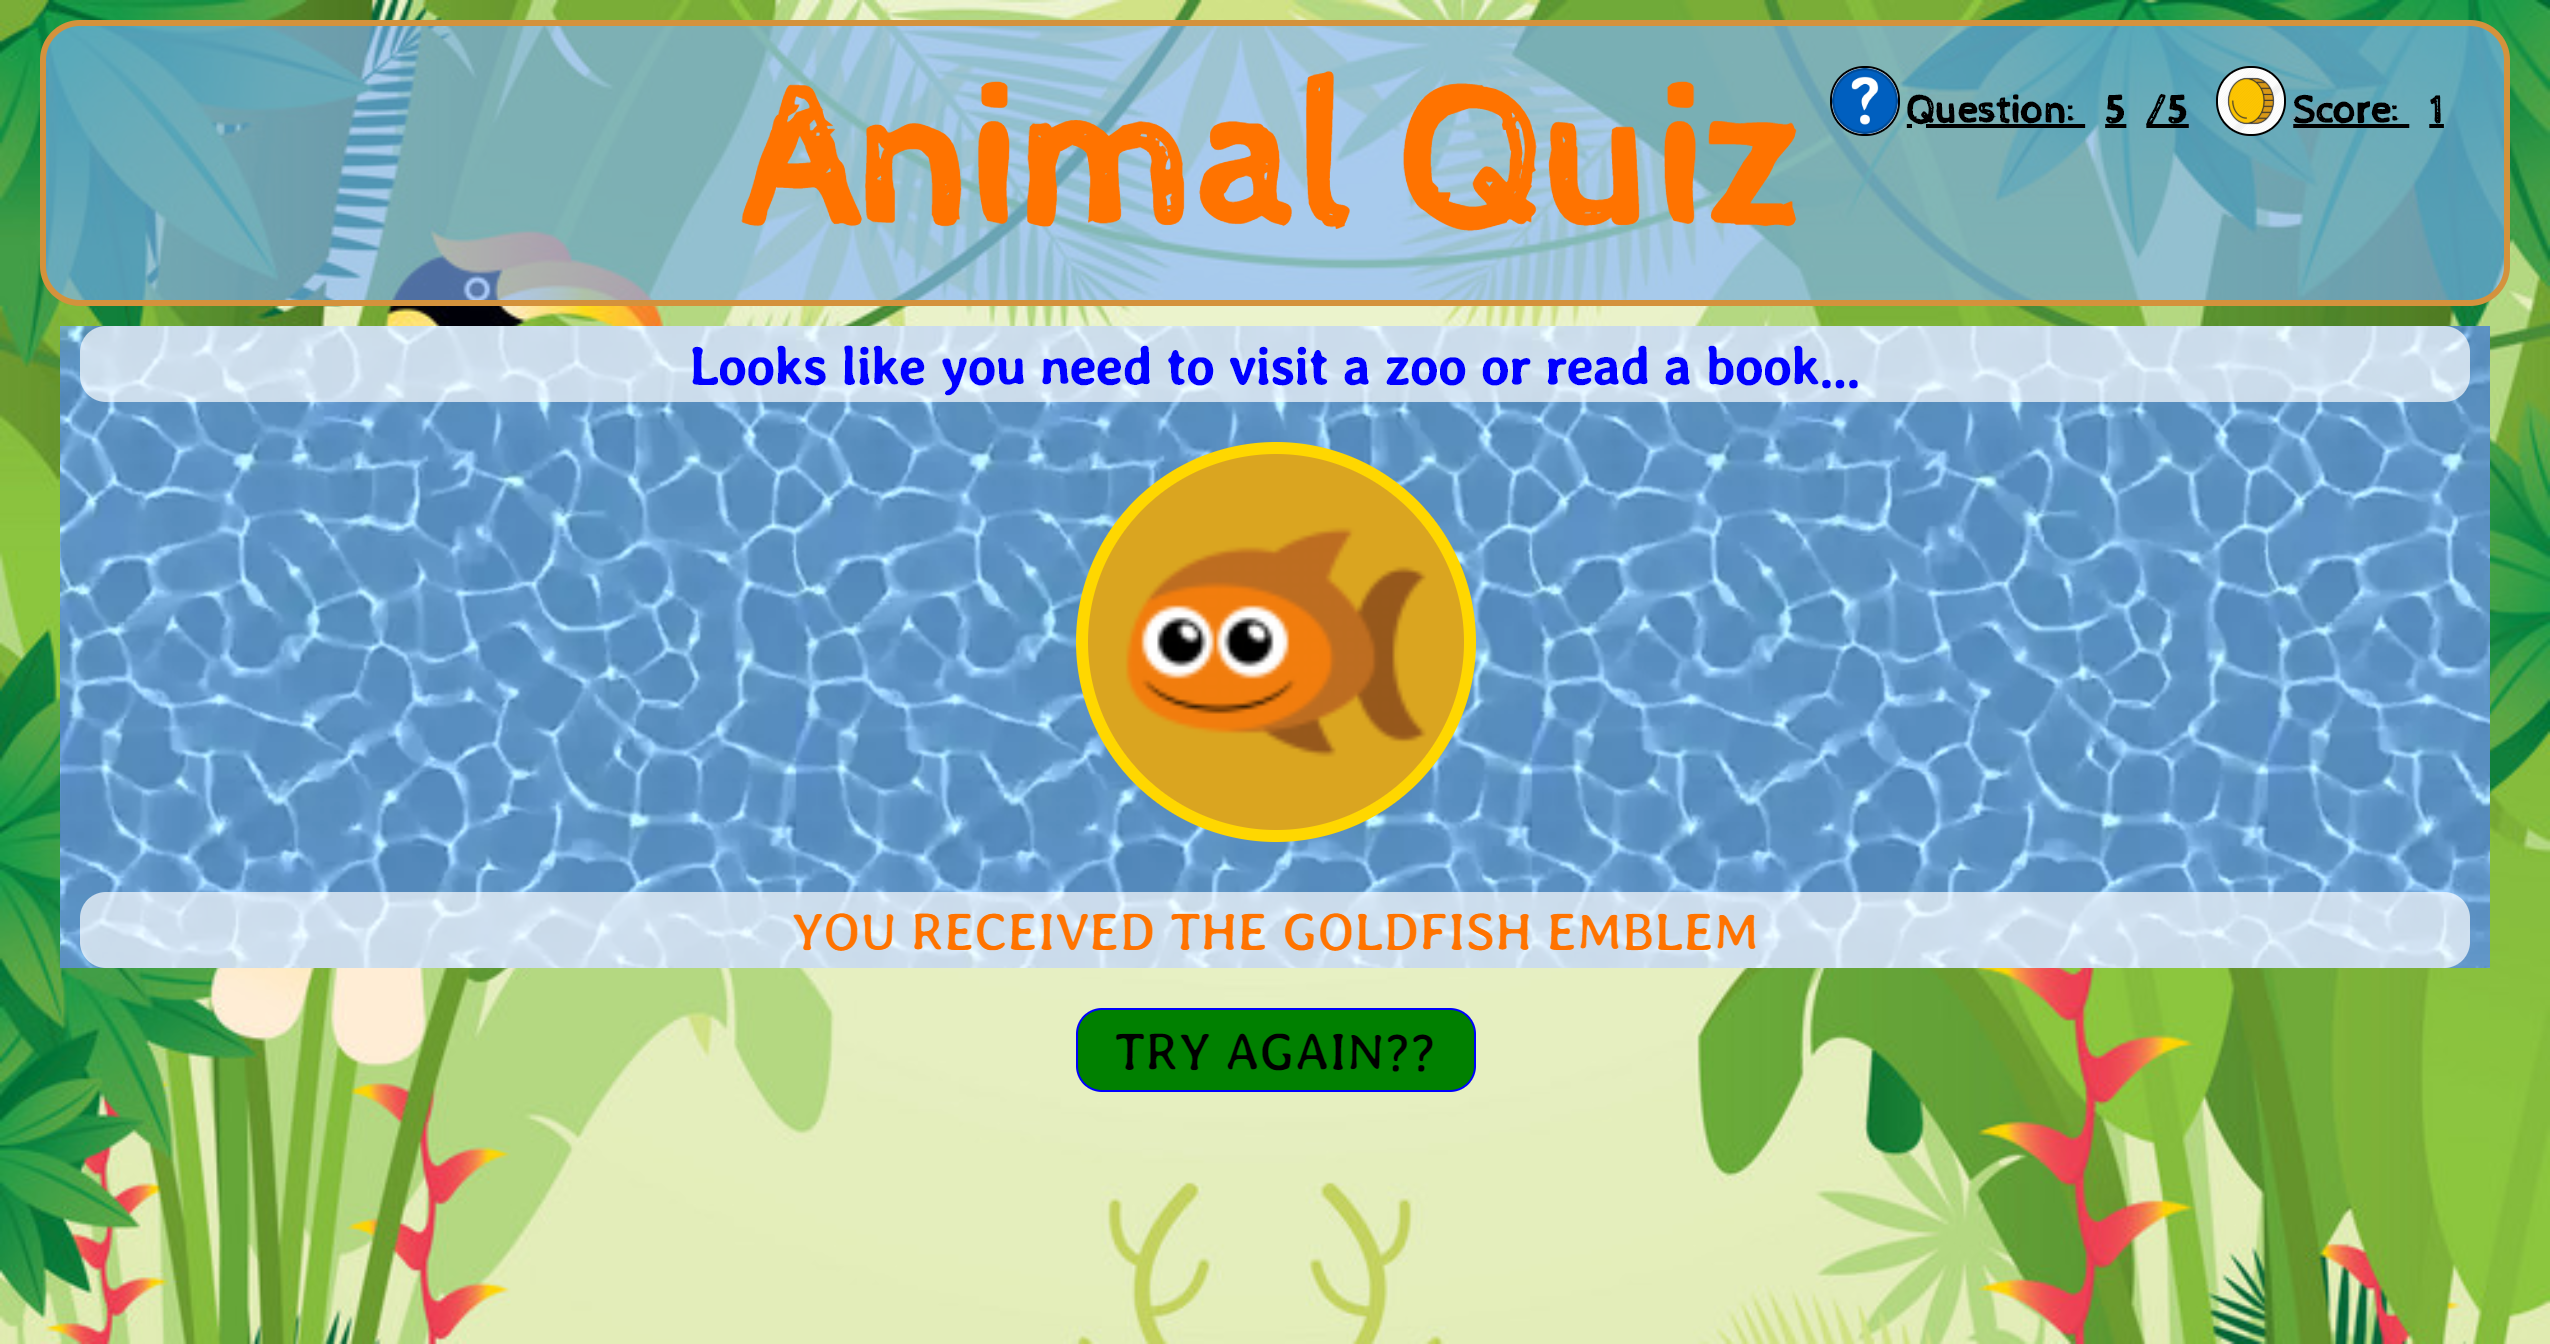 Animal Quiz
? Question: 5 /5 Score: 1
Looks like you need to visit a zoo or read a book...
YOU RECEIVED THE GOLDFISH EMBLEM
TRY AGAIN??